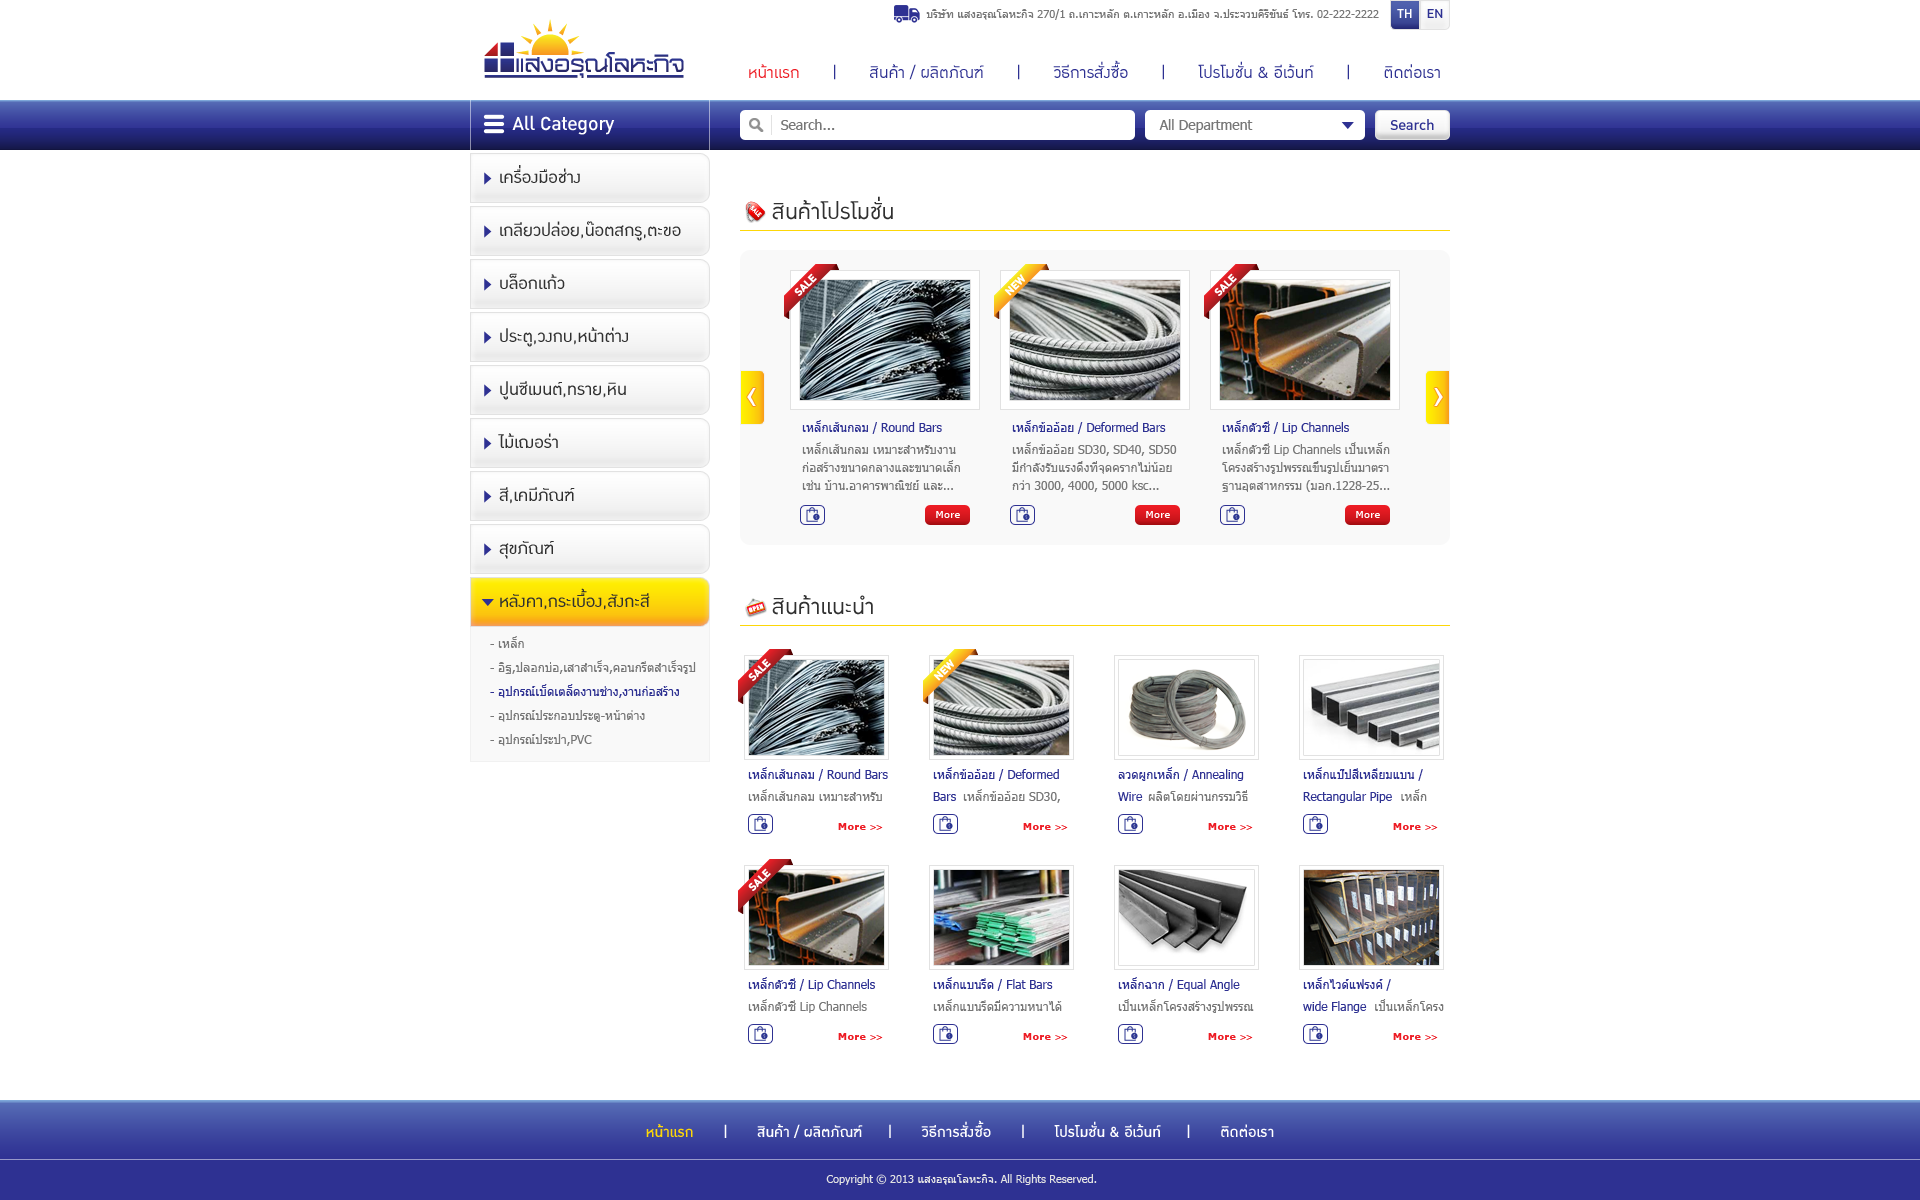 บริษัท แสงอรุณโลหะกิจ 270/1 ถ.เกาะหลัก ต.เกาะหลัก อ.เมือง จ.ประจวบคีรีขันธ์ โทร. 02-222-2222
TH EN
แสงอรุณโลหะกิจ
หน้าแรก | สินค้า / ผลิตภัณฑ์ | วิธีการสั่งซื้อ | โปรโมชั่น & อีเว้นท์ | ติดต่อเรา
All Category
Search...
All Department
Search
เครื่องมือช่าง
เกลียวปล่อย,น๊อตสกรู,ตะขอ
บล็อกแก้ว
ประตู,วงกบ,หน้าต่าง
ปูนซีเมนต์,ทราย,หิน
ไม้เฌอร่า
สี,เคมีภัณฑ์
สุขภัณฑ์
หลังคา,กระเบื้อง,สังกะสี
- เหล็ก
- อิฐ,ปลอกบ่อ,เสาสำเร็จ,คอนกรีตสำเร็จรูป
- อุปกรณ์เบ็ดเตล็ดงานช่าง,งานก่อสร้าง
- อุปกรณ์ประกอบประตู-หน้าต่าง
- อุปกรณ์ประปา,PVC
สินค้าโปรโมชั่น
SALE
NEW
SALE
เหล็กเส้นกลม / Round Bars
เหล็กเส้นกลม เหมาะสำหรับงาน
ก่อสร้างขนาดกลางและขนาดเล็ก
เช่น บ้าน.อาคารพาณิชย์ และ...
More
เหล็กข้ออ้อย / Deformed Bars
เหล็กข้ออ้อย SD30, SD40, SD50
มีกำลังรับแรงดึงที่จุดครากไม่น้อย
กว่า 3000, 4000, 5000 ksc...
More
เหล็กตัวซี / Lip Channels
เหล็กตัวซี Lip Channels เป็นเหล็ก
โครงสร้างรูปพรรณขึ้นรูปเย็นมาตรา
ฐานอุตสาหกรรม (มอก.1228-25...
More
OPEN
สินค้าแนะนำ
SALE
เหล็กเส้นกลม / Round Bars
เหล็กเส้นกลม เหมาะสำหรับ
More >>
NEW
เหล็กข้ออ้อย / Deformed
Bars เหล็กข้ออ้อย SD30,
More >>
ลวดผูกเหล็ก / Annealing
Wire ผลิตโดยผ่านกรรมวิธี
More >>
เหล็กแป๊ปสี่เหลี่ยมแบน /
Rectangular Pipe เหล็ก
More >>
SALE
เหล็กตัวซี / Lip Channels
เหล็กตัวซี Lip Channels
More >>
เหล็กแบนรีด / Flat Bars
เหล็กแบนรีดมีความหนาได้
More >>
เหล็กฉาก / Equal Angle
เป็นเหล็กโครงสร้างรูปพรรณ
More >>
เหล็กไวด์แฟรงค์ /
wide Flange เป็นเหล็กโครง
More >>
หน้าแรก | สินค้า / ผลิตภัณฑ์ | วิธีการสั่งซื้อ | โปรโมชั่น & อีเว้นท์ | ติดต่อเรา
Copyright © 2013 แสงอรุณโลหะกิจ. All Rights Reserved.